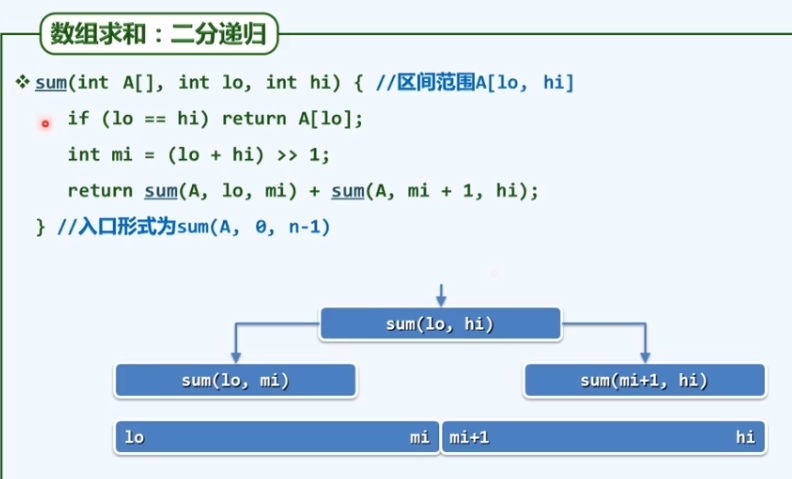 数组求和：二分递归
❖ sum(int A[], int lo, int hi) { //区间范围A[lo, hi]
if (lo == hi) return A[lo];
int mi = (lo + hi) >> 1;
return sum(A, lo, mi) + sum(A, mi + 1, hi);
} //入口形式为sum(A, 0, n-1)
sum(lo, hi)
sum(lo, mi) sum(mi+1, hi)
lo mi mi+1 hi